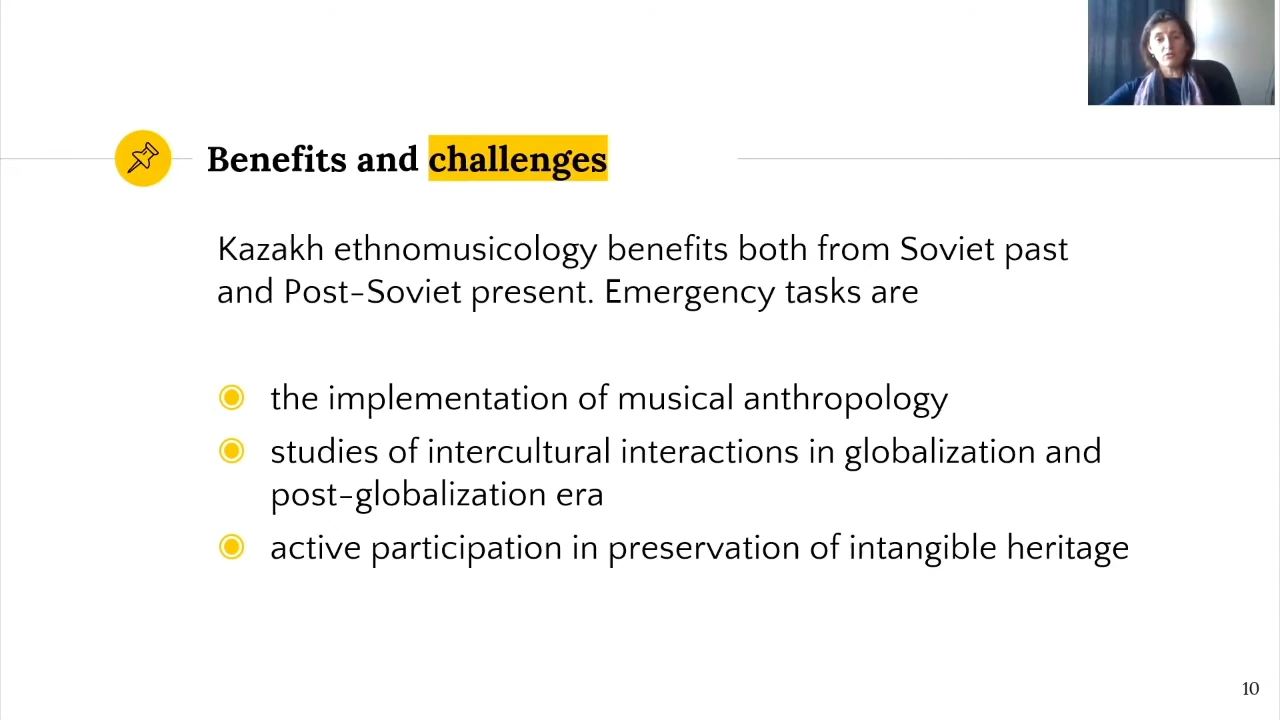 Benefits and challenges
Kazakh ethnomusicology benefits both from Soviet past
and Post-Soviet present. Emergency tasks are
the implementation of musical anthropology
studies of intercultural interactions in globalization and
post-globalization era
active participation in preservation of intangible heritage
10